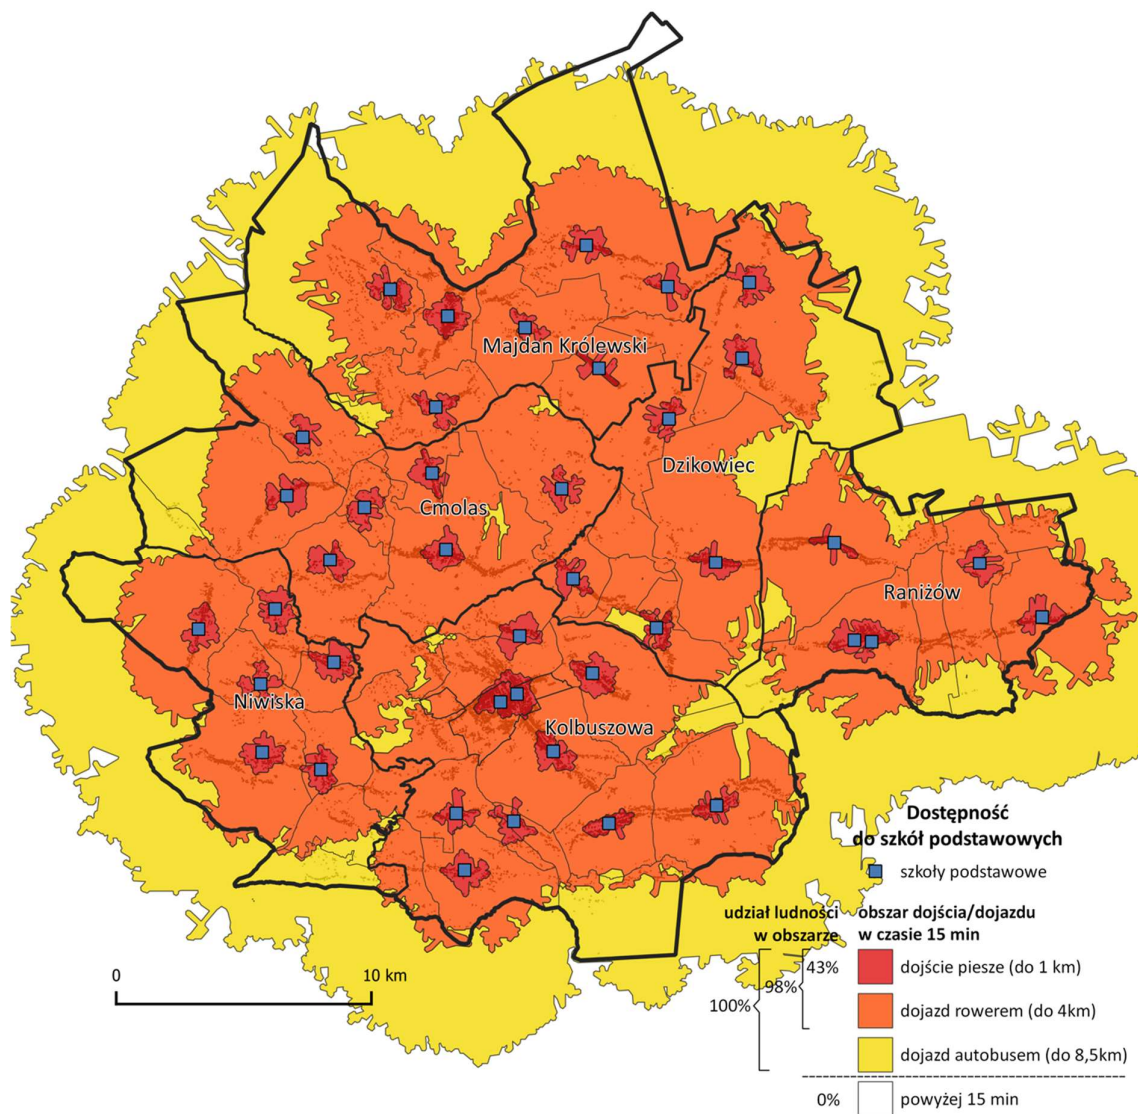 Majdan Królewski
Dzikowiec
Cmolas
Raniżów
Niwiska
Kolbuszowa
Dostępność
do szkół podstawowych
szkoły podstawowe
udział ludności
w obszarze
obszar dojścia/dojazdu
w czasie 15 min
43%
dojście piesze (do 1 km)
98%
100%
dojazd rowerem (do 4km)
dojazd autobusem (do 8,5km)
0%
powyżej 15 min
0
10 km